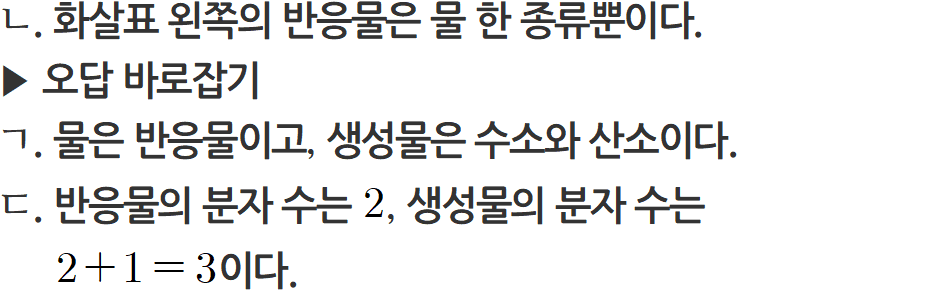 ㄴ. 화살표 왼쪽의 반응물은 물 한 종류뿐이다.
▶ 오답 바로잡기
ㄱ. 물은 반응물이고, 생성물은 수소와 산소이다.
ㄷ. 반응물의 분자 수는 2, 생성물의 분자 수는
2+1=3이다.